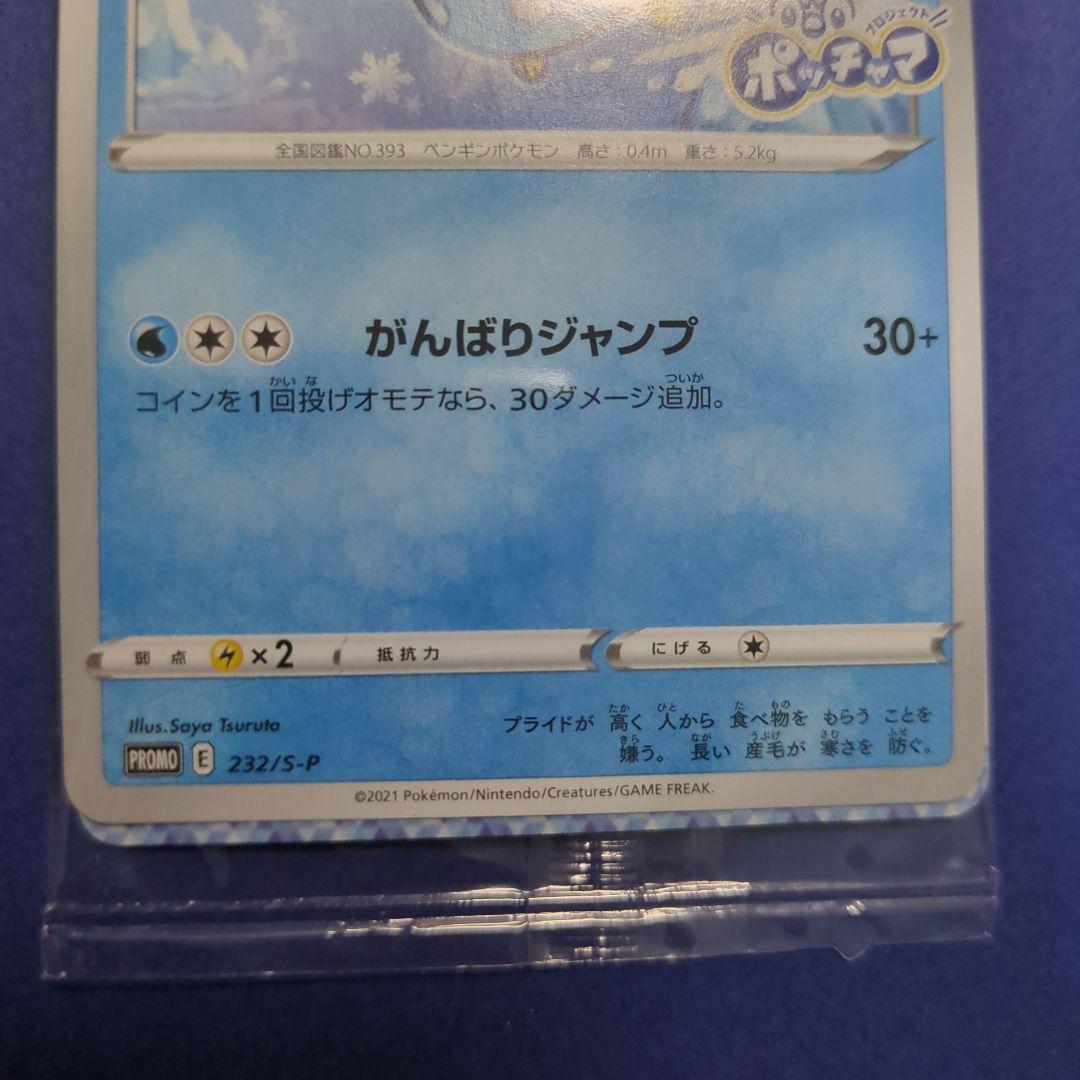 プロジェクト
ポッチャマ
全国図鑑NO.393 ペンギンポケモン 高さ:0.4m 重さ:5.2kg
がんばりジャンプ 30+
コインを1回投げオモテなら、30ダメージ追加。
弱点 ×2 抵抗力 にげる
Illus.Saya Tsuruta
プライドが 高く 人から 食べ物を もらう ことを
嫌う。 長い 産毛が 寒さを 防ぐ。
PROMO E 232/S-P
©2021 Pokémon/Nintendo/Creatures/GAME FREAK.